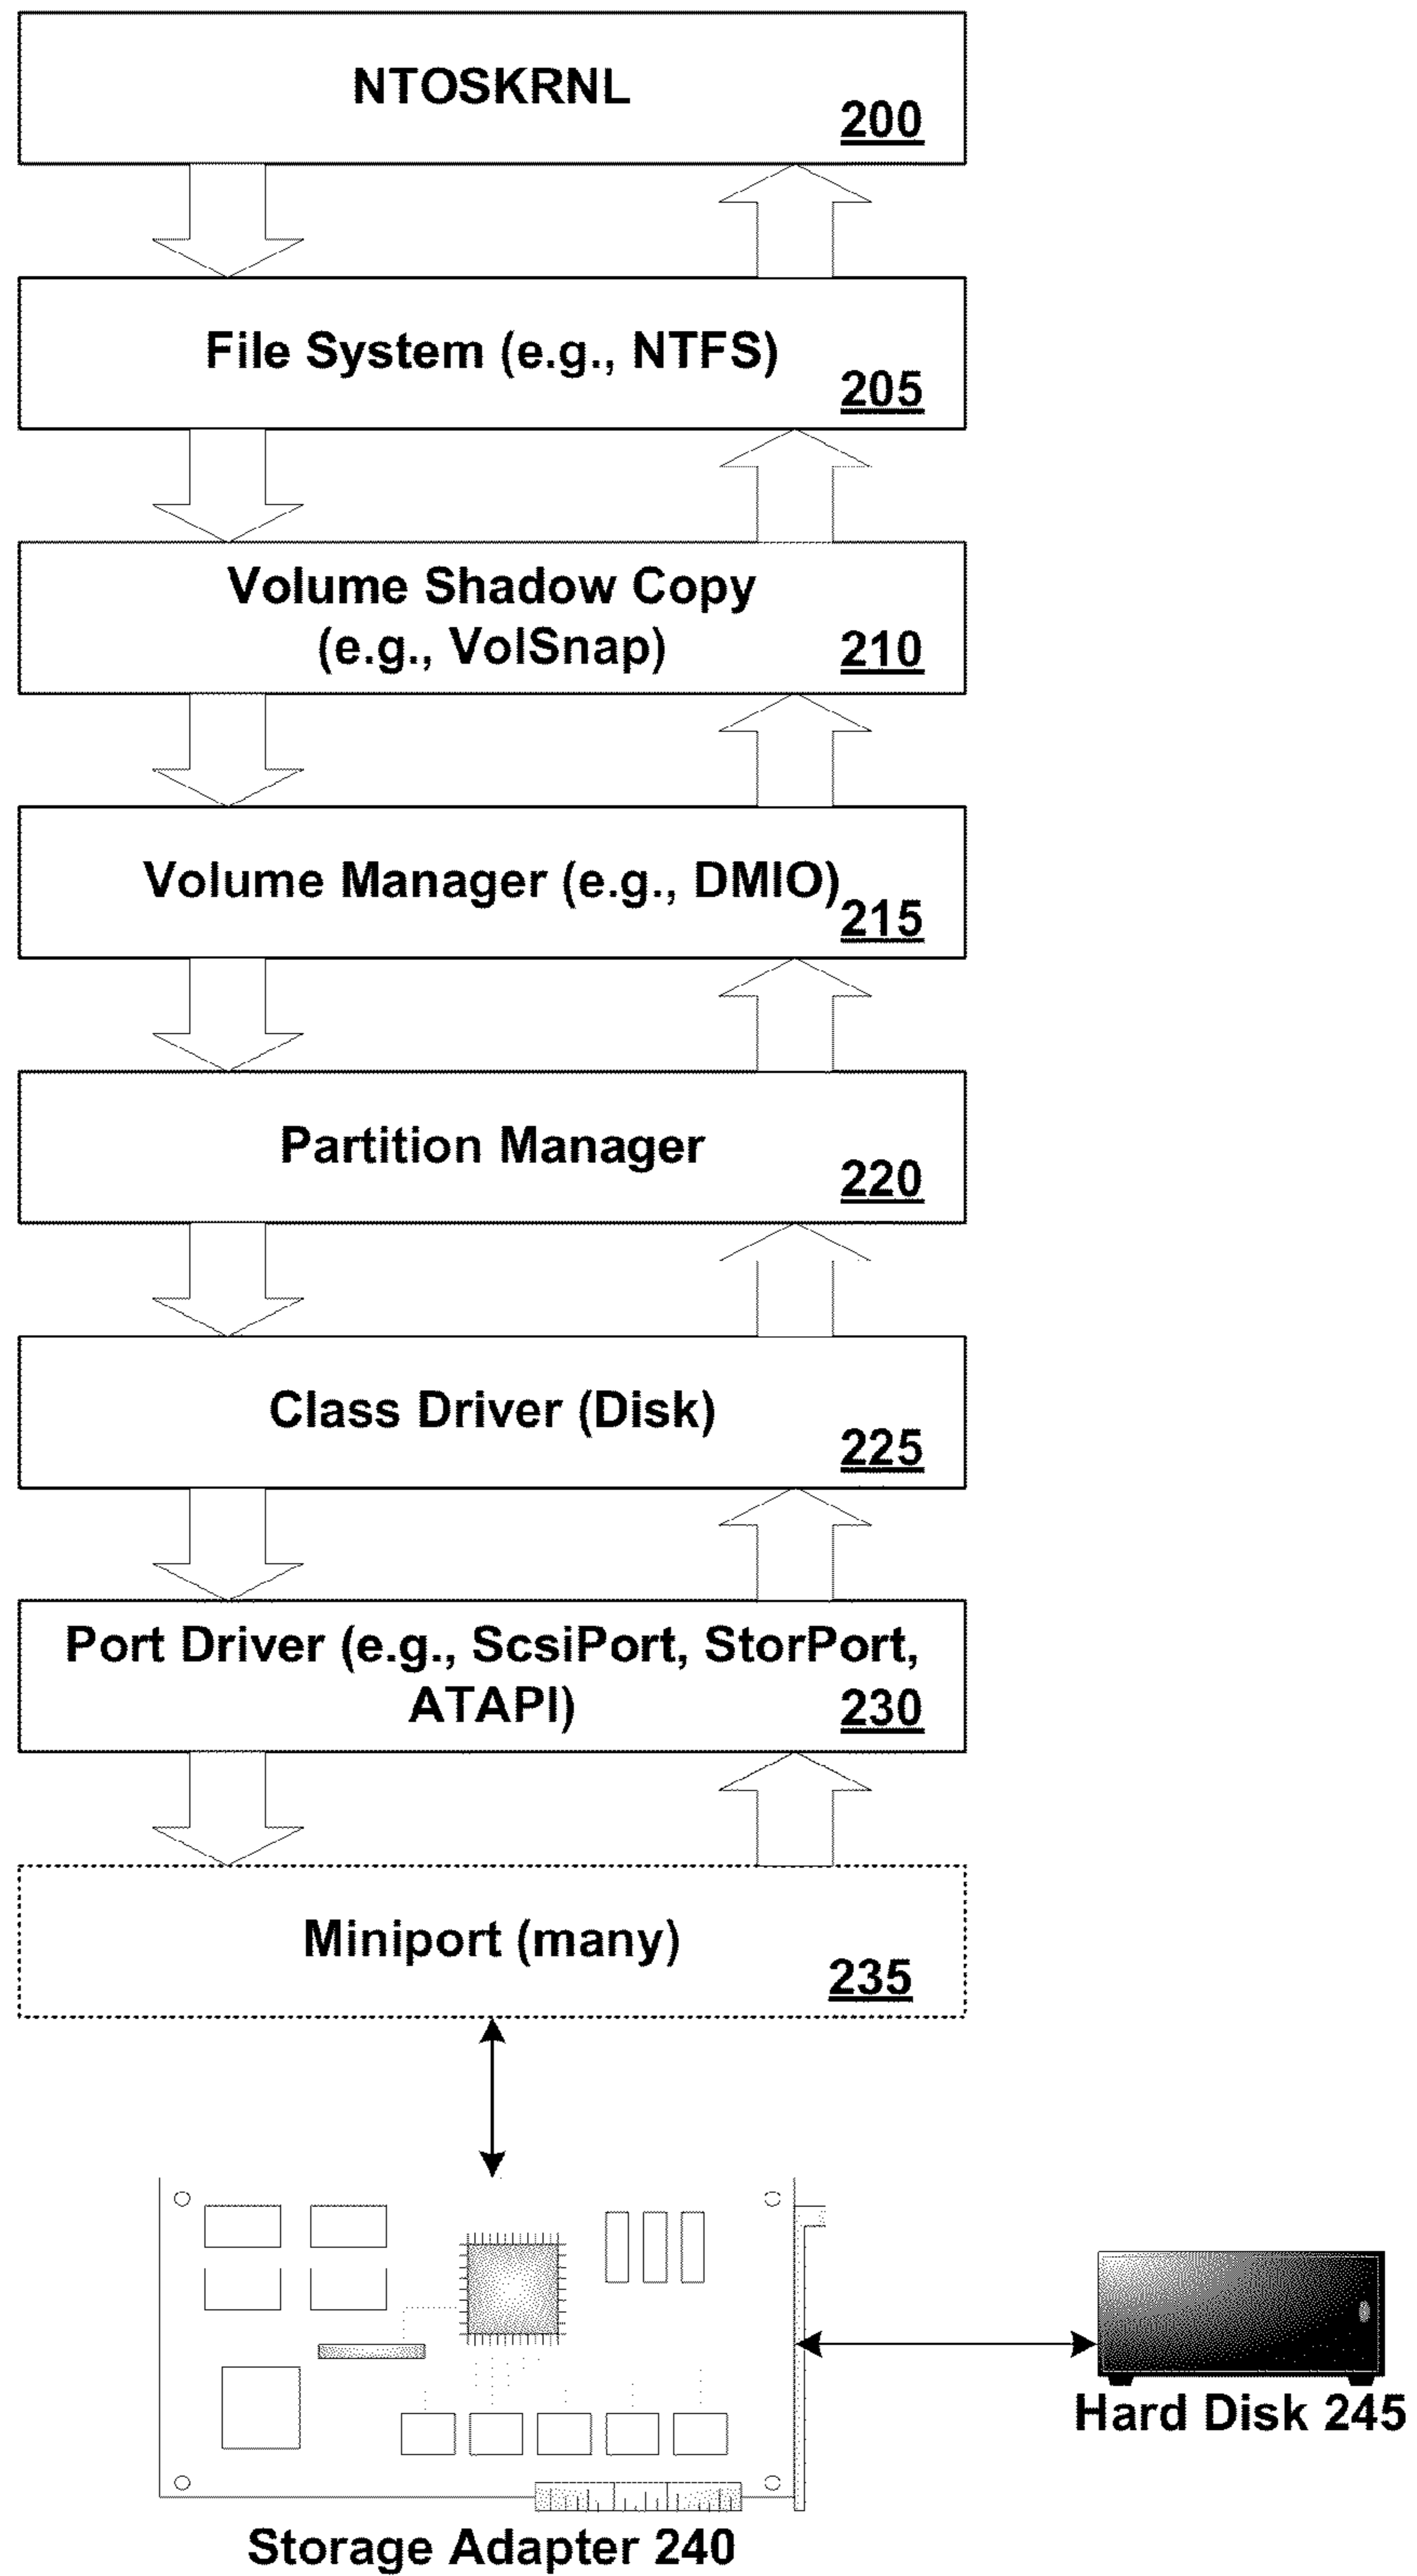 NTOSKRNL
200
File System (e.g., NTFS)
205
Volume Shadow Copy
(e.g., VolSnap)
210
Volume Manager (e.g., DMIO)
215
Partition Manager
220
Class Driver (Disk)
225
Port Driver (e.g., ScsiPort, StorPort,
ATAPI)
230
Miniport (many)
235
Hard Disk 245
Storage Adapter 240